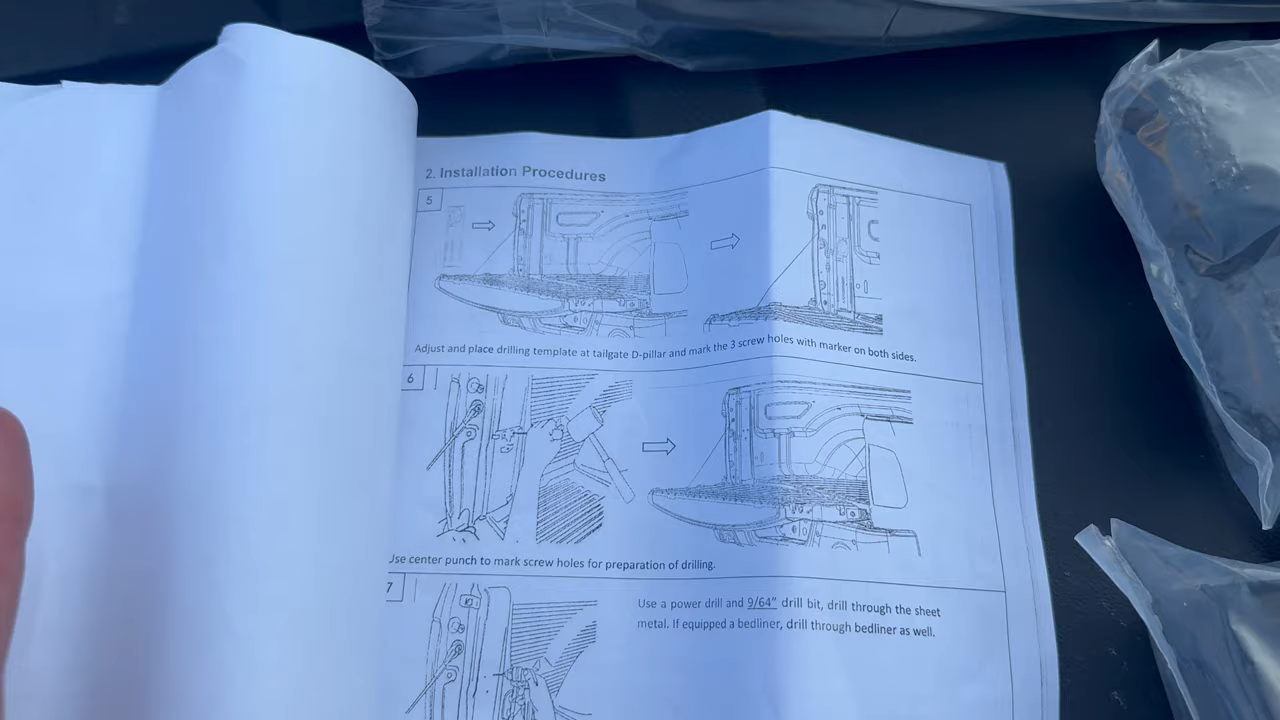 2. Installation Procedures
5
Adjust and place drilling template at tailgate D-pillar and mark the 3 screw holes with marker on both sides.
6
Use center punch to mark screw holes for preparation of drilling.
7
Use a power drill and 9/64" drill bit, drill through the sheet
metal. If equipped a bedliner, drill through bedliner as well.